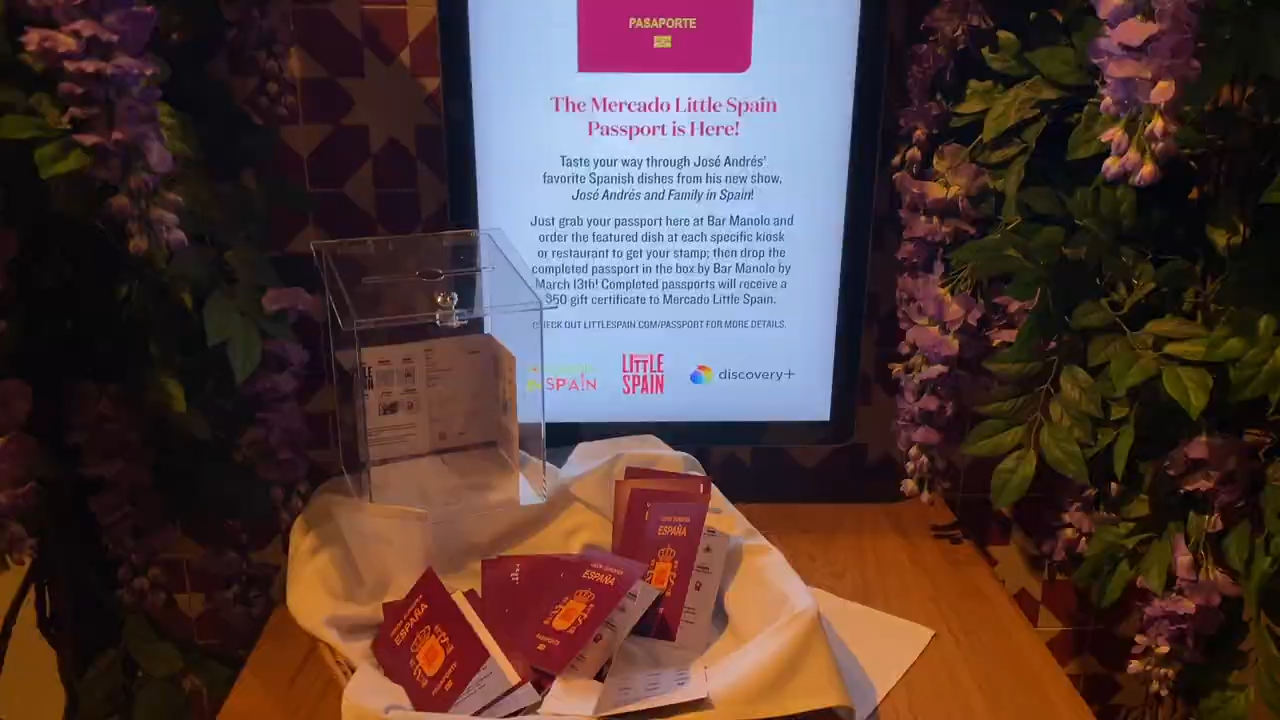 PASAPORTE
The Mercado Little Spain
Passport is Here!
Taste your way through José Andrés'
favorite Spanish dishes from his new show,
José Andrés and Family in Spain!
Just grab your passport here at Bar Manolo and
order the featured dish at each specific kiosk
or restaurant to get your stamp; then drop the
completed passport in the box by Bar Manolo by
March 13th! Completed passports will receive a
$50 gift certificate to Mercado Little Spain.
CHECK OUT LITTLESPAIN.COM/PASSPORT FOR MORE DETAILS.
SPAIN
LITTLE
SPAIN
discovery+
ESPAÑA
ESPAÑA
PASAPORTE
ESPAÑA
PASAPORTE